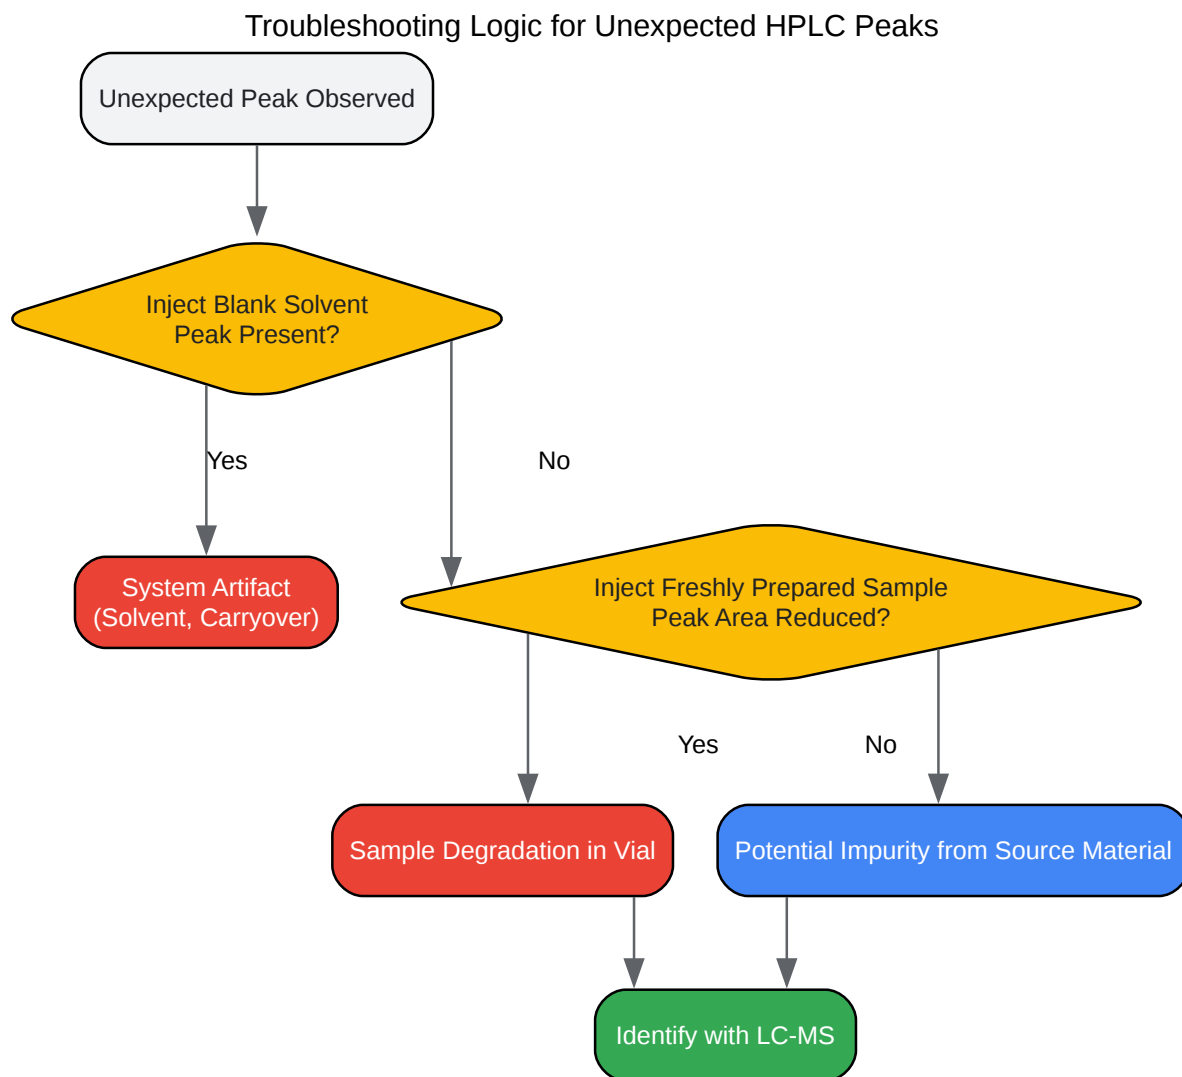 Troubleshooting Logic for Unexpected HPLC Peaks
Unexpected Peak Observed
Inject Blank Solvent
Peak Present?
Yes
No
System Artifact
(Solvent, Carryover)
Inject Freshly Prepared Sample
Peak Area Reduced?
Yes
No
Sample Degradation in Vial
Potential Impurity from Source Material
Identify with LC-MS